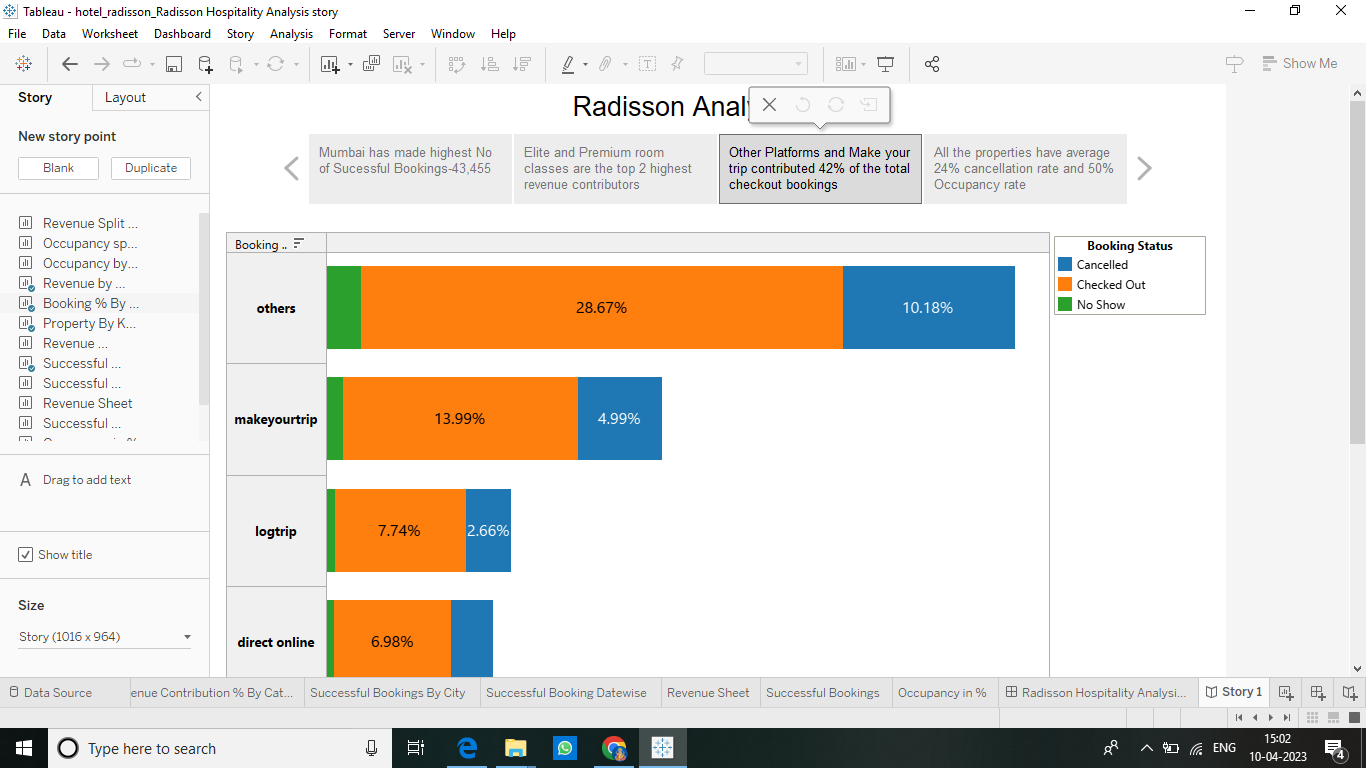 Tableau - hotel_radisson_Radisson Hospitality Analysis story
File Data Worksheet Dashboard Story Analysis Format Server Window Help
Show Me
Story Layout
New story point
Blank Duplicate
Revenue Split ...
Occupancy sp...
Occupancy by...
Revenue by ...
Booking % By ...
Property By K...
Revenue ...
Successful ...
Successful ...
Revenue Sheet
Successful ...
A Drag to add text
Show title
Size
Story (1016 x 964)
Radisson Analy
Mumbai has made highest No
of Sucessful Bookings-43,455
Elite and Premium room
classes are the top 2 highest
revenue contributors
Other Platforms and Make your
trip contributed 42% of the total
checkout bookings
All the properties have average
24% cancellation rate and 50%
Occupancy rate
Booking ..
others 28.67% 10.18%
makeyourtrip 13.99% 4.99%
logtrip 7.74% 2.66%
direct online 6.98%
Booking Status
Cancelled
Checked Out
No Show
Data Source enue Contribution % By Cat... Successful Bookings By City Successful Booking Datewise Revenue Sheet Successful Bookings Occupancy in % Radisson Hospitality Analysi... Story 1
Type here to search
ENG
15:02
10-04-2023
4